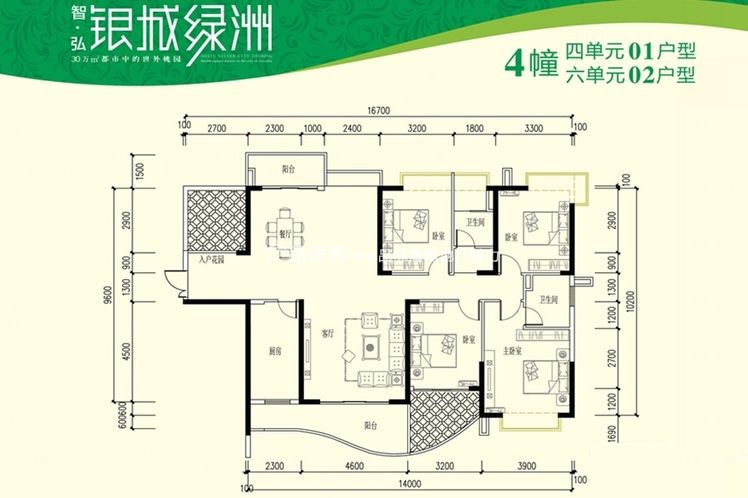 智·弘
银城绿洲
30万㎡都市中的世外桃园
4幢
四单元01户型
六单元02户型
16700
100 2700 2300 1000 2400 3200 1800 3300 100
阳台
1500
100
2900
2900
餐厅
卧室
卫生间
卧室
入户花园
900
900
9600
1300
1300
10200
卫生间
1200
4500
厨房
客厅
卧室
主卧室
2700
1200
600
600
阳台
1690
2300 4600 3200 3900
100 14000 100